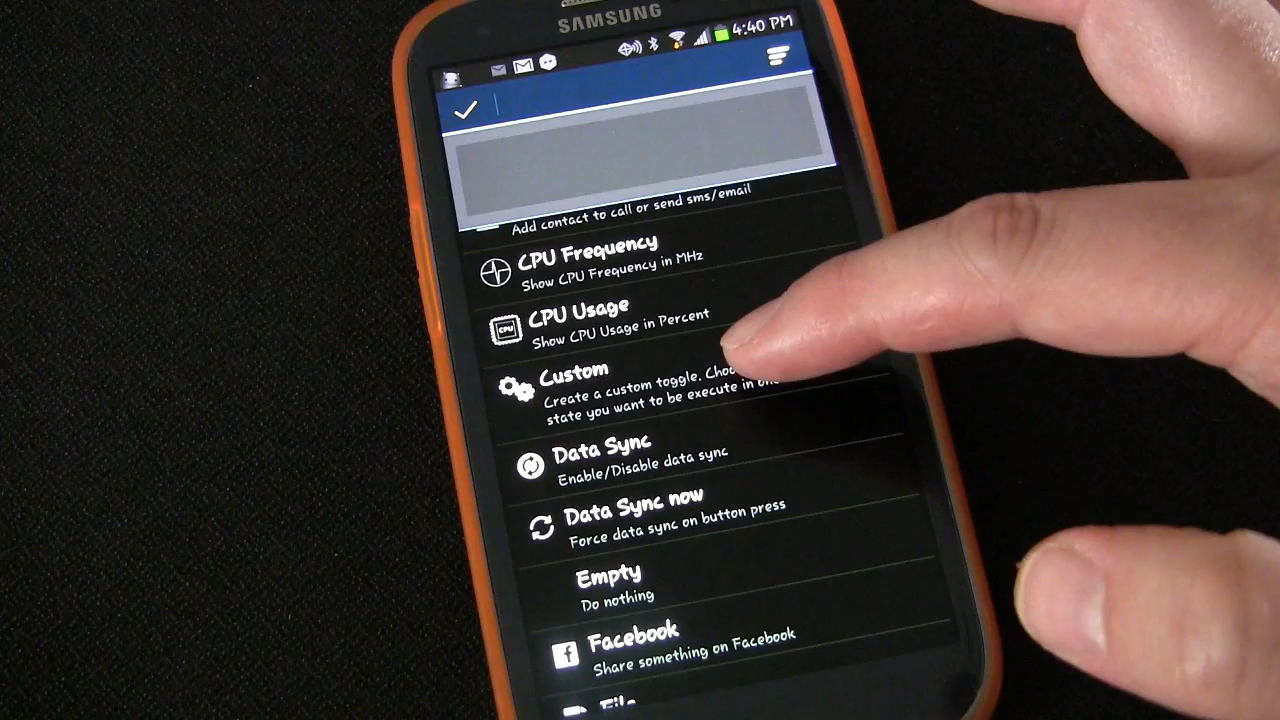 SAMSUNG
4:40 PM
Add contact to call or send sms/email
CPU Frequency
Show CPU Frequency in MHz
CPU
CPU Usage
Show CPU Usage in Percent
Custom
Create a custom toggle.
state you want to be execute in
Data Sync
Enable/Disable data sync
Data Sync now
Force data sync on button press
Empty
Do nothing
f
Facebook
Share something on Facebook
File